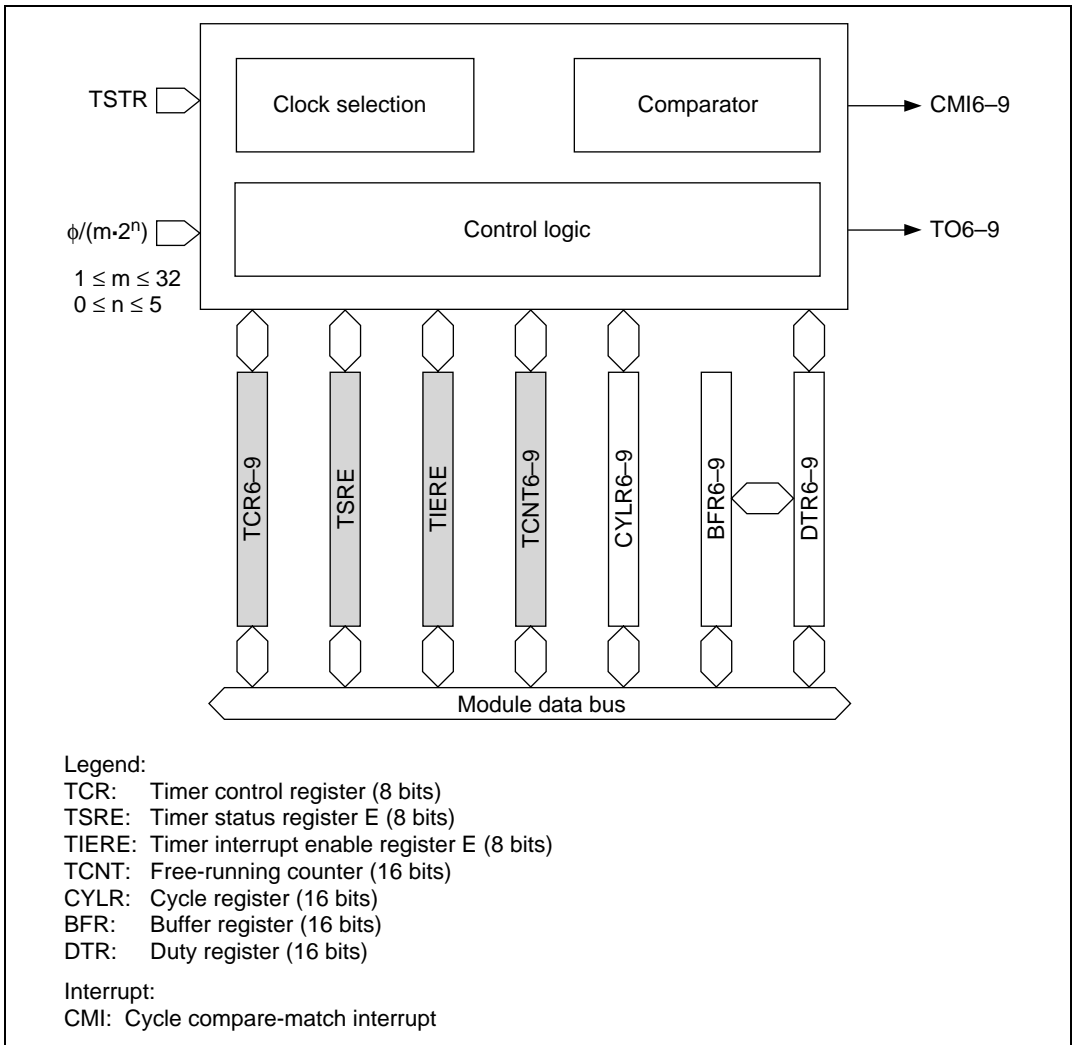 TSTR
Clock selection
Comparator
CMI6–9
ϕ/(m·2ⁿ)
Control logic
TO6–9
1 ≤ m ≤ 32
0 ≤ n ≤ 5
TCR6–9
TSRE
TIERE
TCNT6–9
CYLR6–9
BFR6–9
DTR6–9
Module data bus
Legend:
TCR: Timer control register (8 bits)
TSRE: Timer status register E (8 bits)
TIERE: Timer interrupt enable register E (8 bits)
TCNT: Free-running counter (16 bits)
CYLR: Cycle register (16 bits)
BFR: Buffer register (16 bits)
DTR: Duty register (16 bits)
Interrupt:
CMI: Cycle compare-match interrupt